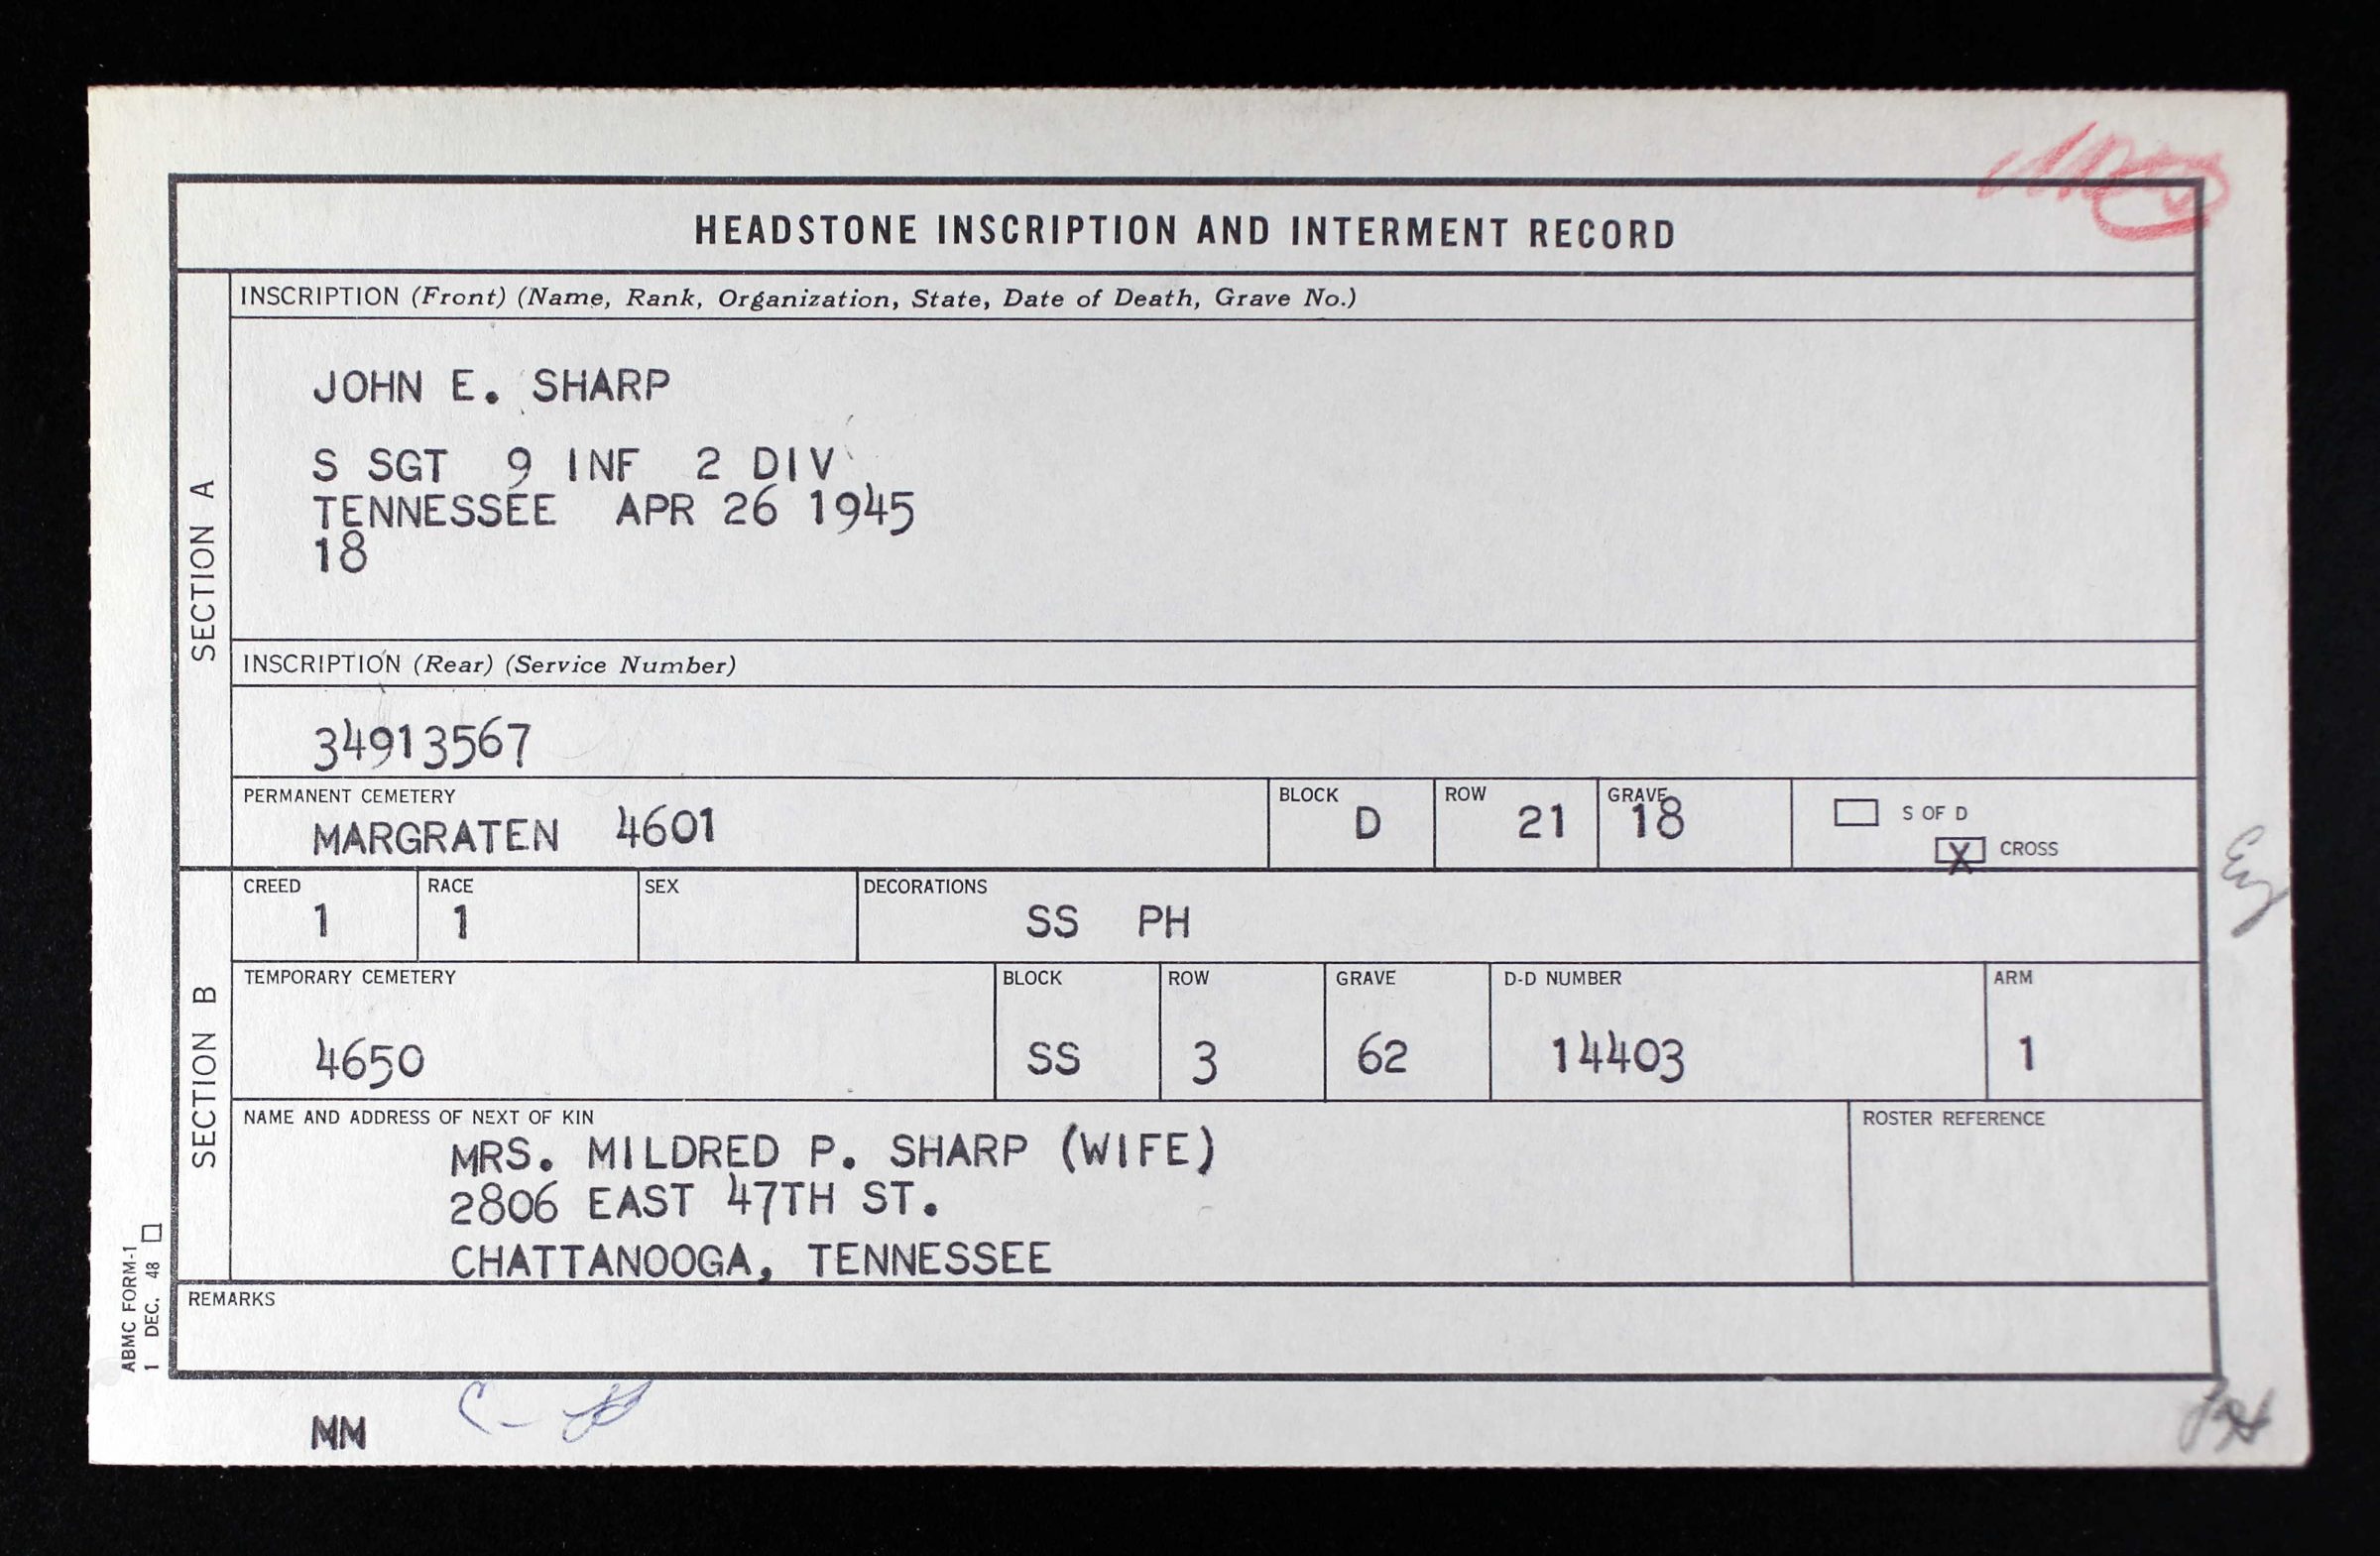 HEADSTONE INSCRIPTION AND INTERMENT RECORD
SECTION A
INSCRIPTION (Front) (Name, Rank, Organization, State, Date of Death, Grave No.)
JOHN E. SHARP
S SGT 9 INF 2 DIV
TENNESSEE APR 26 1945
18
INSCRIPTION (Rear) (Service Number)
34913567
PERMANENT CEMETERY BLOCK ROW GRAVE
MARGRATEN 4601 D 21 18
S OF D
X CROSS
SECTION B
CREED RACE SEX DECORATIONS
1 1 SS PH
TEMPORARY CEMETERY BLOCK ROW GRAVE D-D NUMBER ARM
4650 SS 3 62 14403 1
NAME AND ADDRESS OF NEXT OF KIN ROSTER REFERENCE
MRS. MILDRED P. SHARP (WIFE)
2806 EAST 47TH ST.
CHATTANOOGA, TENNESSEE
REMARKS
ABMC FORM-1
1 DEC. 48
MM